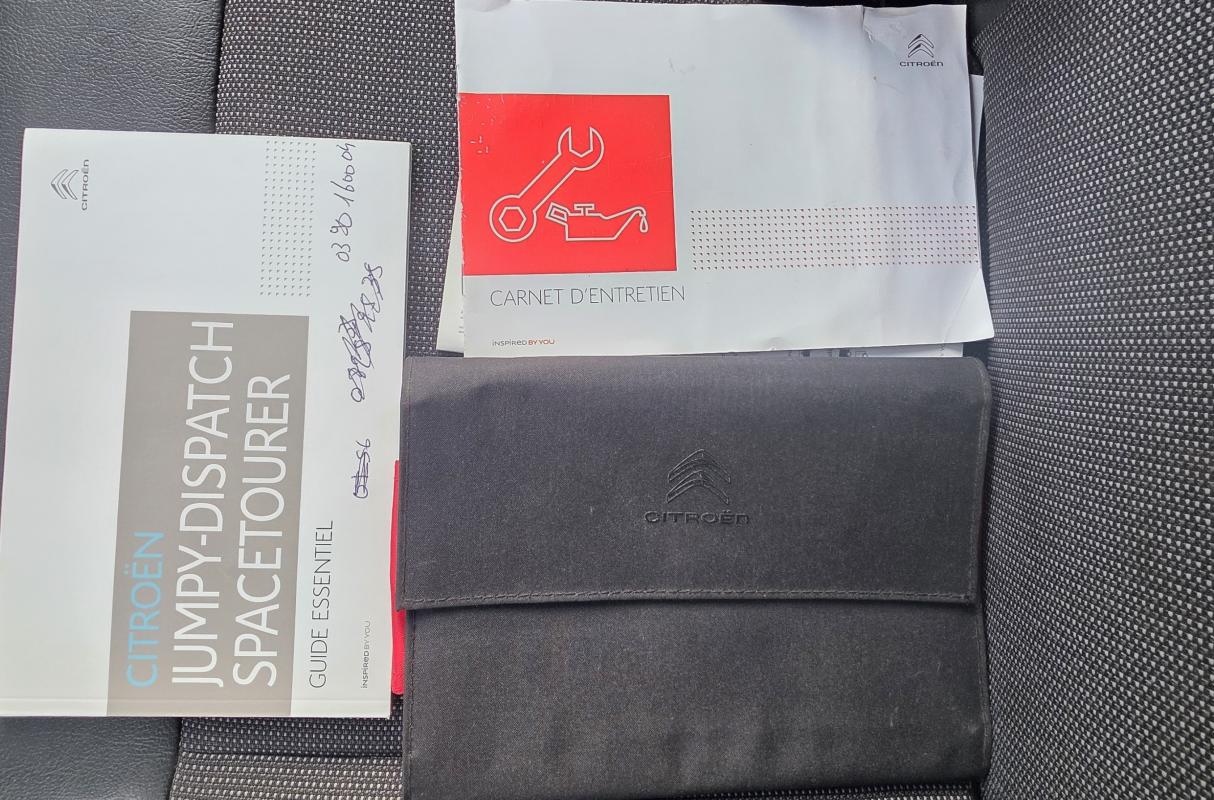 CITROËN
CITROËN
JUMPY-DISPATCH
SPACETOURER
GUIDE ESSENTIEL
INSPIRED BY YOU
CITROËN
CARNET D'ENTRETIEN
INSPIRED BY YOU
CITROËN